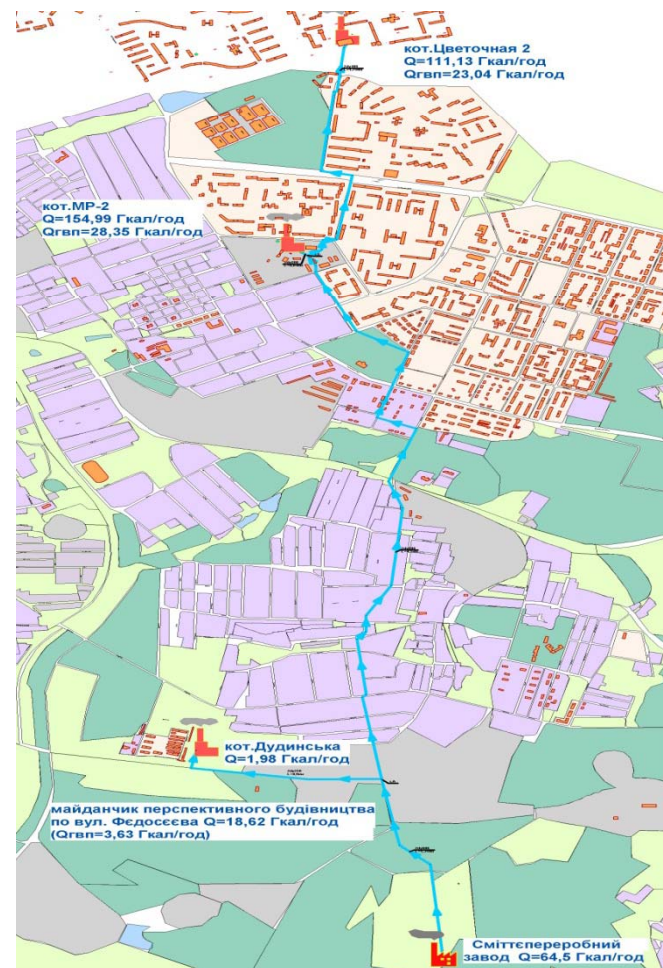 кот.Цветочная 2
Q=111,13 Гкал/год
Qгвп=23,04 Гкал/год
кот.МР-2
Q=154,99 Гкал/год
Qгвп=28,35 Гкал/год
кот.Дудинська
Q=1,98 Гкал/год
майданчик перспективного будівництва
по вул. Фєдосєєва Q=18,62 Гкал/год
(Qгвп=3,63 Гкал/год)
Сміттєпереробний
завод Q=64,5 Гкал/год